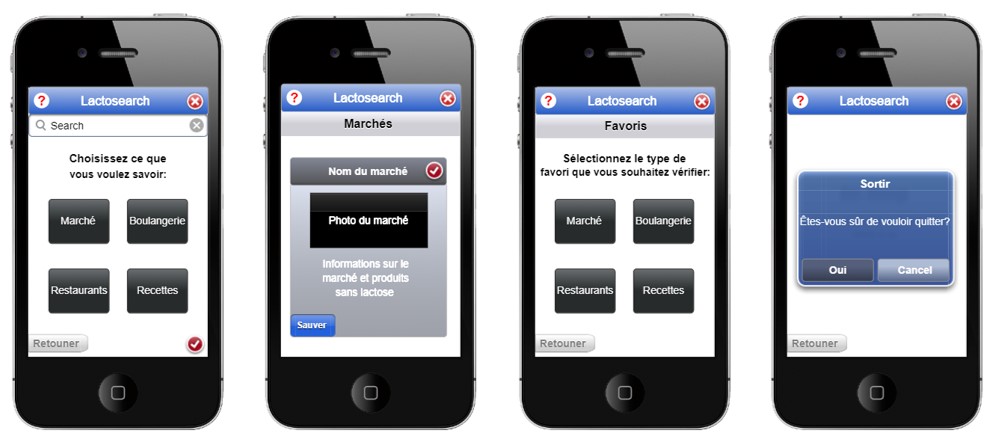 ? Lactosearch
Search
Choisissez ce que
vous voulez savoir:
Marché
Boulangerie
Restaurants
Recettes
Retouner
? Lactosearch
Marchés
Nom du marché
Photo du marché
Informations sur le
marché et produits
sans lactose
Sauver
? Lactosearch
Favoris
Sélectionnez le type de
favori que vous souhaitez vérifier:
Marché
Boulangerie
Restaurants
Recettes
Retouner
? Lactosearch
Sortir
Êtes-vous sûr de vouloir quitter?
Oui
Cancel
Retouner